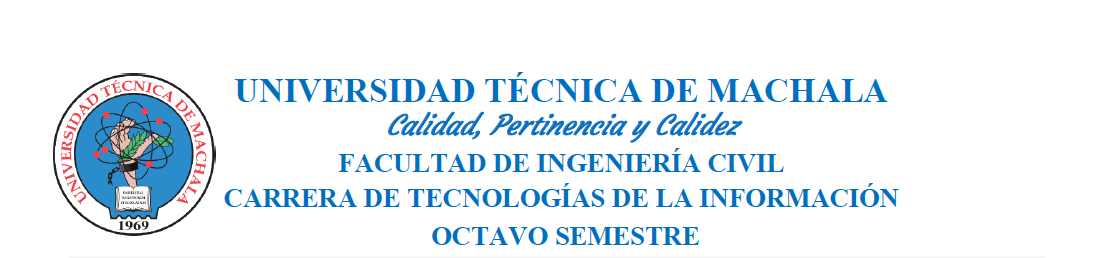 UNIVERSIDAD TÉCNICA DE MACHALA
Calidad, Pertinencia y Calidez
FACULTAD DE INGENIERÍA CIVIL
CARRERA DE TECNOLOGÍAS DE LA INFORMACIÓN
OCTAVO SEMESTRE
UNIVERSIDAD TÉCNICA DE MACHALA
1969